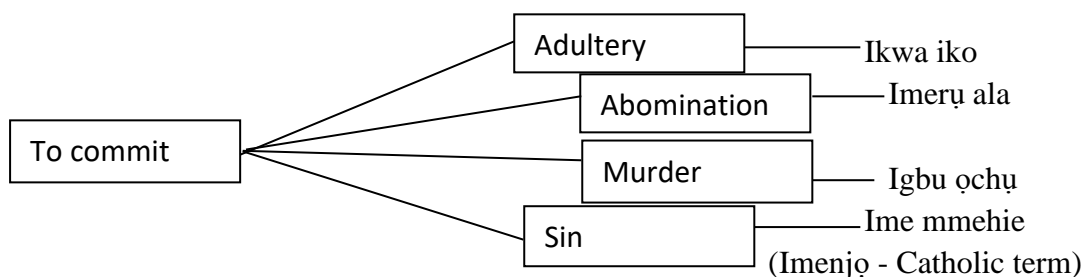 Adultery Ikwa iko
Abomination Imerụ ala
To commit
Murder Igbu ọchụ
Sin Ime mmehie
(Imenjọ - Catholic term)